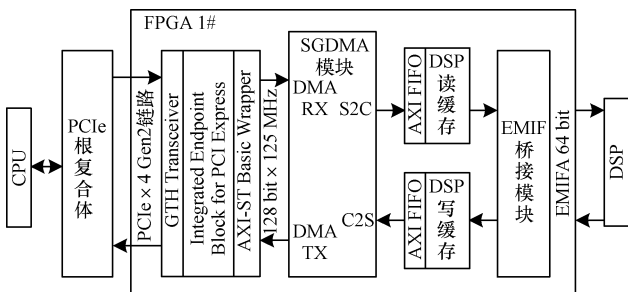 FPGA 1#
CPU
PCIe
根复合体
PCIe×4 Gen2链路
GTH Transceiver
Integrated Endpoint
Block for PCI Express
AXI-ST Basic Wrapper
128 bit×125 MHz
SGDMA
模块
DMA
RX S2C
C2S
DMA
TX
AXI FIFO
DSP
读缓存
AXI FIFO
DSP
写缓存
EMIF
桥接模块
EMIFA 64 bit
DSP